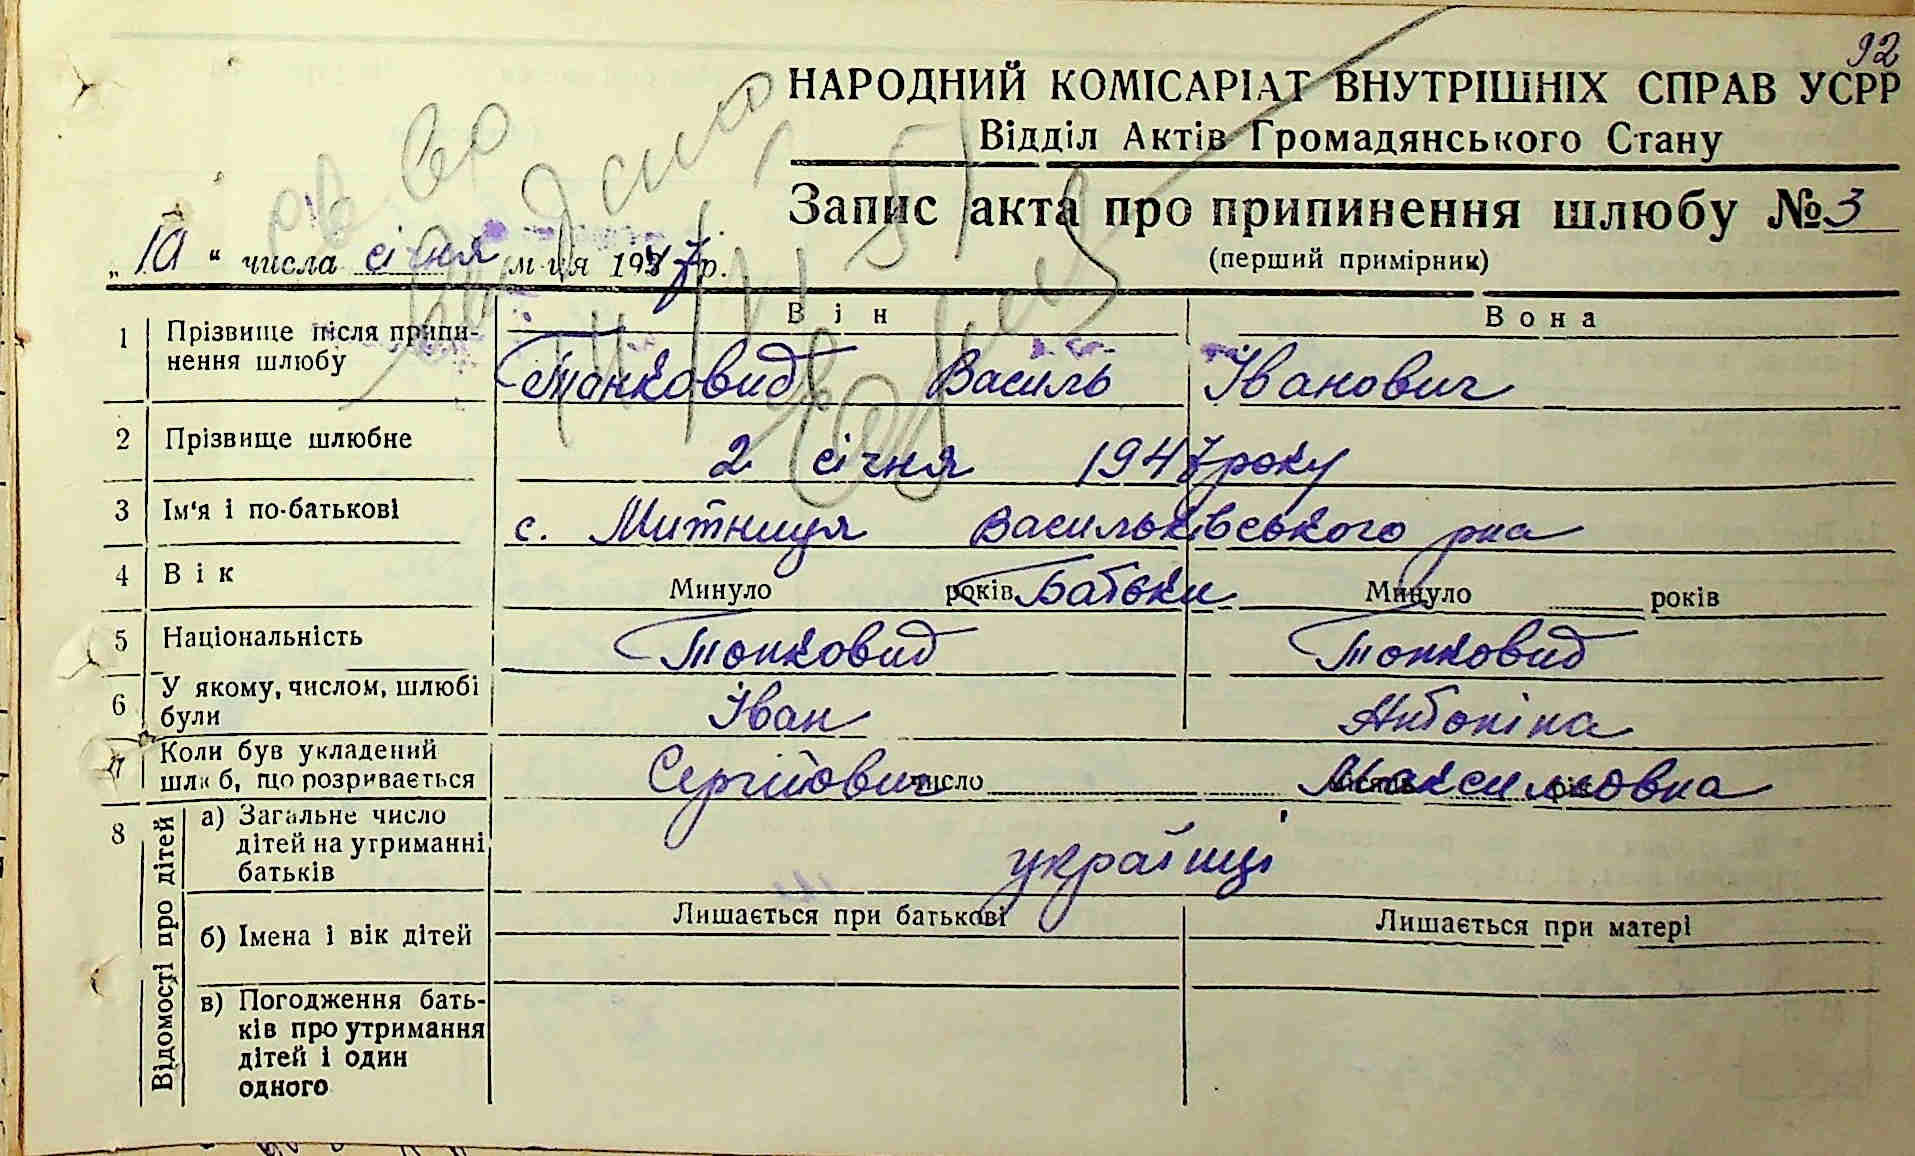 92
НАРОДНИЙ КОМІСАРІАТ ВНУТРІШНІХ СПРАВ УСРР
Відділ Актів Громадянського Стану
Запис акта про припинення шлюбу № 3
(перший примірник)
„10“ числа січня м-ця 1947 р.
Він Вона
1 Прізвище після припинення шлюбу Тонковид Василь Іванович
2 Прізвище шлюбне 2 січня 1947 року
3 Ім'я і по-батькові с. Митниця Васильківського рна
4 Вік Минуло років Батьки Минуло років
5 Національність Тонковид Тонковид
6 У якому, числом, шлюбі були Іван Антоніна
7 Коли був укладений шлюб, що розривається Сергійович число Максимовна
8 Відомості про дітей
а) Загальне число дітей на утриманні батьків українці
Лишається при батькові Лишається при матері
б) Імена і вік дітей
в) Погодження батьків про утримання дітей і один одного